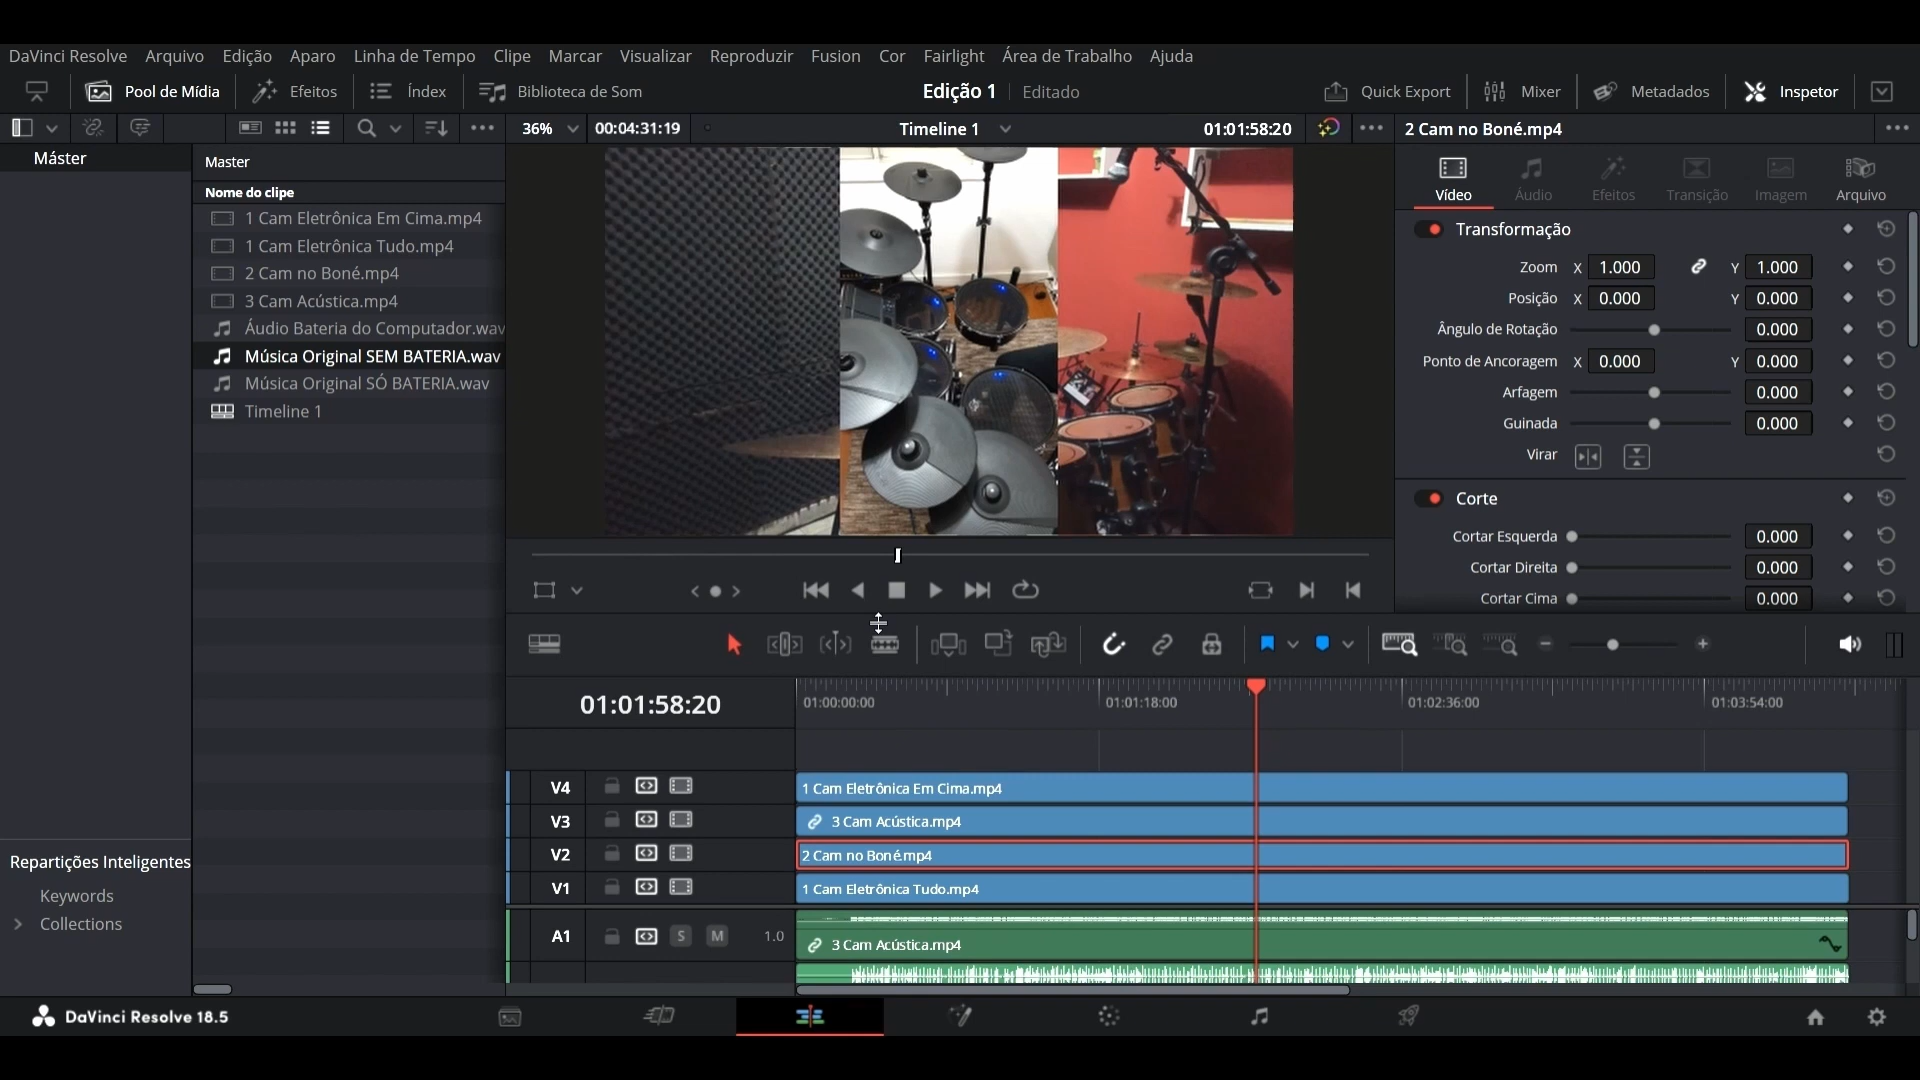 DaVinci Resolve Arquivo Edição Aparo Linha de Tempo Clipe Marcar Visualizar Reproduzir Fusion Cor Fairlight Área de Trabalho Ajuda
Pool de Mídia Efeitos Índex Biblioteca de Som Edição 1 Editado Quick Export Mixer Metadados Inspetor
36% 00:04:31:19 Timeline 1 01:01:58:20 2 Cam no Boné.mp4
Máster
Master
Nome do clipe
1 Cam Eletrônica Em Cima.mp4
1 Cam Eletrônica Tudo.mp4
2 Cam no Boné.mp4
3 Cam Acústica.mp4
Áudio Bateria do Computador.wav
Música Original SEM BATERIA.wav
Música Original SÓ BATERIA.wav
Timeline 1
Repartições Inteligentes
Keywords
Collections
Vídeo Áudio Efeitos Transição Imagem Arquivo
Transformação
Zoom X 1.000 Y 1.000
Posição X 0.000 Y 0.000
Ângulo de Rotação 0.000
Ponto de Ancoragem X 0.000 Y 0.000
Arfagem 0.000
Guinada 0.000
Virar
Corte
Cortar Esquerda 0.000
Cortar Direita 0.000
Cortar Cima 0.000
01:01:58:20 01:00:00:00 01:01:18:00 01:02:36:00 01:03:54:00
V4 1 Cam Eletrônica Em Cima.mp4
V3 3 Cam Acústica.mp4
V2 2 Cam no Boné.mp4
V1 1 Cam Eletrônica Tudo.mp4
A1 S M 1.0 3 Cam Acústica.mp4
DaVinci Resolve 18.5